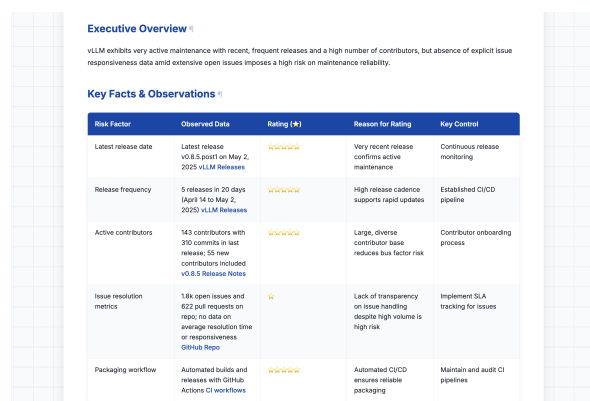 Executive Overview ¶
vLLM exhibits very active maintenance with recent, frequent releases and a high number of contributors, but absence of explicit issue
responsiveness data amid extensive open issues imposes a high risk on maintenance reliability.
Key Facts & Observations ¶
Risk Factor Observed Data Rating (⭐) Reason for Rating Key Control
Latest release date
Latest release
v0.8.5.post1 on May 2,
2025 vLLM Releases
⭐⭐⭐⭐⭐
Very recent release
confirms active
maintenance
Continuous release
monitoring
Release frequency
5 releases in 20 days
(April 14 to May 2,
2025) vLLM Releases
⭐⭐⭐⭐⭐
High release cadence
supports rapid updates
Established CI/CD
pipeline
Active contributors
143 contributors with
310 commits in last
release; 55 new
contributors included
v0.8.5 Release Notes
⭐⭐⭐⭐⭐
Large, diverse
contributor base
reduces bus factor risk
Contributor onboarding
process
Issue resolution
metrics
1.8k open issues and
622 pull requests on
repo; no data on
average resolution time
or responsiveness
GitHub Repo
⭐
Lack of transparency
on issue handling
despite high volume is
high risk
Implement SLA
tracking for issues
Packaging workflow
Automated builds and
releases with GitHub
Actions CI workflows
⭐⭐⭐⭐⭐
Automated CI/CD
ensures reliable
packaging
Maintain and audit CI
pipelines